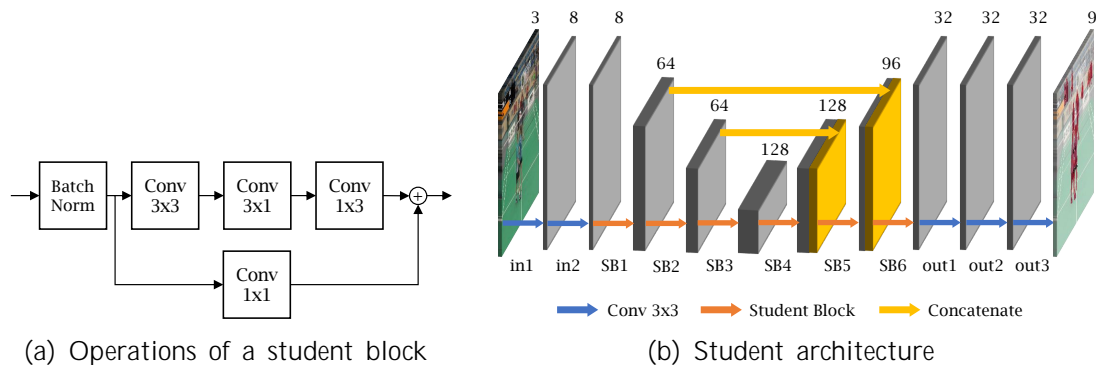 Batch
Norm
Conv
3x3
Conv
3x1
Conv
1x3
+
Conv
1x1
(a) Operations of a student block
3
8
8
64
64
128
128
96
32
32
32
9
in1
in2
SB1
SB2
SB3
SB4
SB5
SB6
out1
out2
out3
Conv 3x3
Student Block
Concatenate
(b) Student architecture